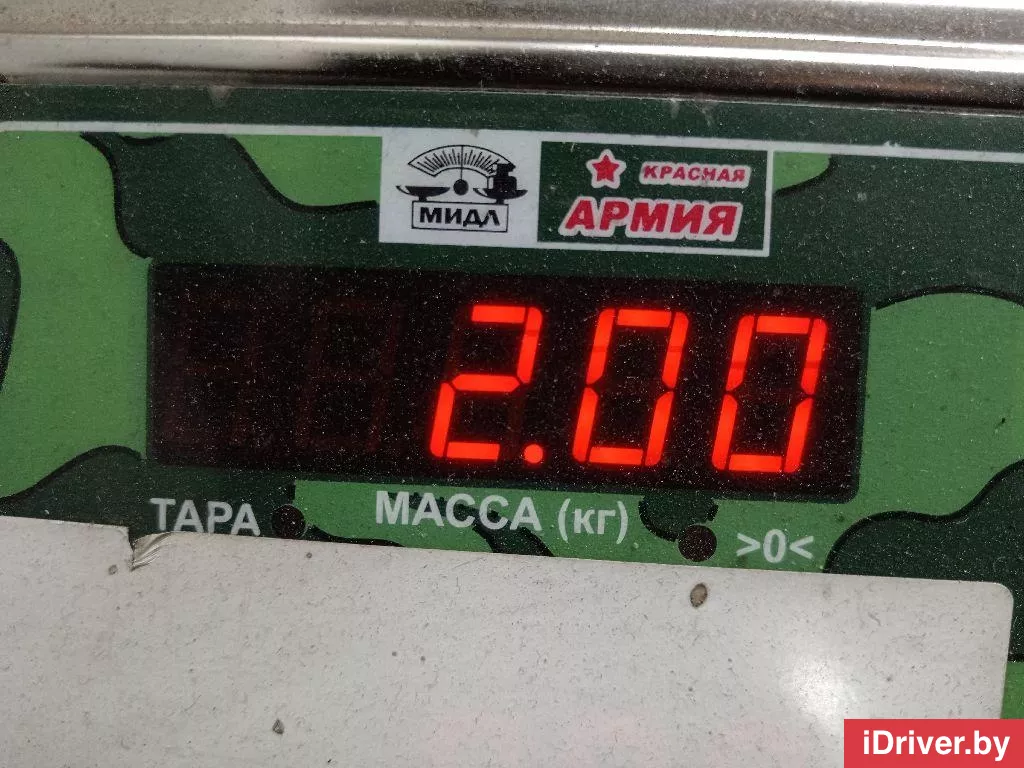 МИДЛ
КРАСНАЯ
АРМИЯ
2.00
ТАРА
МАССА (кг)
>0<
iDriver.by